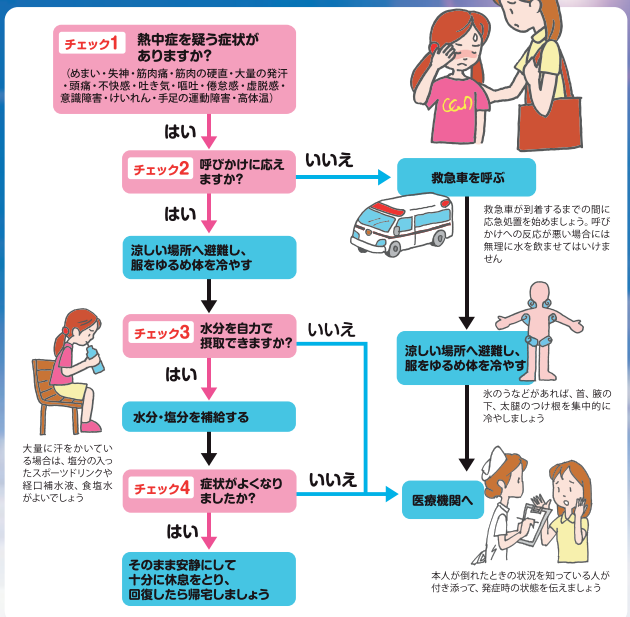 チェック1
熱中症を疑う症状が
ありますか?
（めまい・失神・筋肉痛・筋肉の硬直・大量の発汗
・頭痛・不快感・吐き気・嘔吐・倦怠感・虚脱感・
意識障害・けいれん・手足の運動障害・高体温）
はい
チェック2
呼びかけに応え
ますか?
いいえ
救急車を呼ぶ
救急車が到着するまでの間に
応急処置を始めましょう。呼び
かけへの反応が悪い場合には
無理に水を飲ませてはいけま
せん
はい
涼しい場所へ避難し、
服をゆるめ体を冷やす
チェック3
水分を自力で
摂取できますか?
いいえ
涼しい場所へ避難し、
服をゆるめ体を冷やす
氷のうなどがあれば、首、腋の
下、太腿のつけ根を集中的に
冷やしましょう
はい
水分・塩分を補給する
大量に汗をかいてい
る場合は、塩分の入っ
たスポーツドリンクや
経口補水液、食塩水
がよいでしょう
チェック4
症状がよくなり
ましたか?
いいえ
医療機関へ
本人が倒れたときの状況を知っている人が
付き添って、発症時の状態を伝えましょう
はい
そのまま安静にして
十分に休息をとり、
回復したら帰宅しましょう